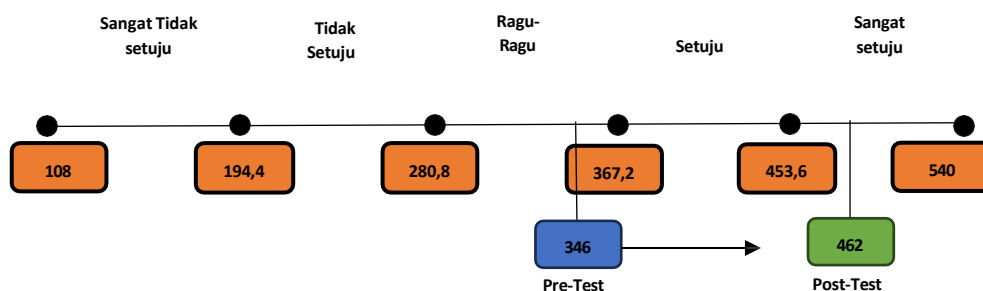 Sangat Tidak
setuju
Tidak
Setuju
Ragu-
Ragu
Setuju
Sangat
setuju
108
194,4
280,8
367,2
453,6
540
346
462
Pre-Test
Post-Test